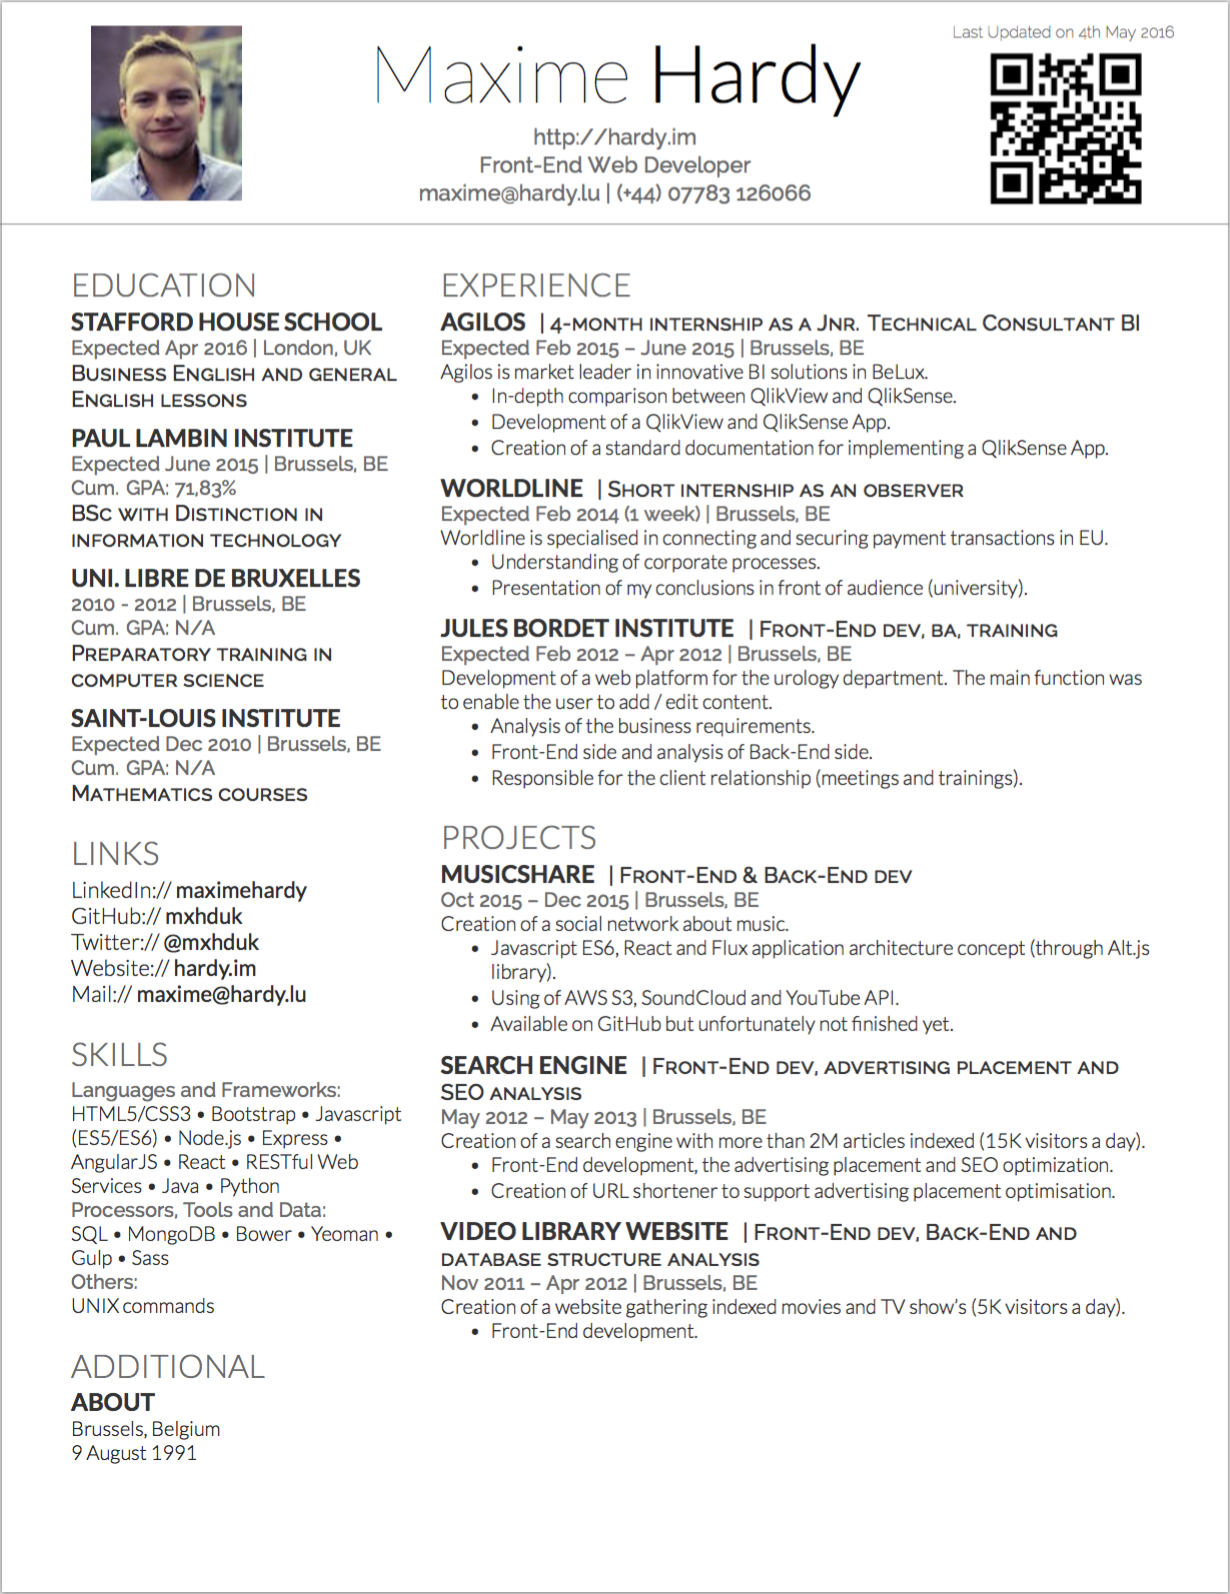 Last Updated on 4th May 2016
Maxime Hardy
http://hardy.im
Front-End Web Developer
maxime@hardy.lu | (+44) 07783 126066
EDUCATION
STAFFORD HOUSE SCHOOL
Expected Apr 2016 | London, UK
Business English and general
English lessons
PAUL LAMBIN INSTITUTE
Expected June 2015 | Brussels, BE
Cum. GPA: 71,83%
BSc with Distinction in
information technology
UNI. LIBRE DE BRUXELLES
2010 - 2012 | Brussels, BE
Cum. GPA: N/A
Preparatory training in
computer science
SAINT-LOUIS INSTITUTE
Expected Dec 2010 | Brussels, BE
Cum. GPA: N/A
Mathematics courses
LINKS
LinkedIn:// maximehardy
GitHub:// mxhduk
Twitter:// @mxhduk
Website:// hardy.im
Mail:// maxime@hardy.lu
SKILLS
Languages and Frameworks:
HTML5/CSS3 • Bootstrap • Javascript
(ES5/ES6) • Node.js • Express •
AngularJS • React • RESTful Web
Services • Java • Python
Processors, Tools and Data:
SQL • MongoDB • Bower • Yeoman •
Gulp • Sass
Others:
UNIX commands
ADDITIONAL
ABOUT
Brussels, Belgium
9 August 1991
EXPERIENCE
AGILOS | 4-month internship as a Jnr. Technical Consultant BI
Expected Feb 2015 – June 2015 | Brussels, BE
Agilos is market leader in innovative BI solutions in BeLux.
• In-depth comparison between QlikView and QlikSense.
• Development of a QlikView and QlikSense App.
• Creation of a standard documentation for implementing a QlikSense App.
WORLDLINE | Short internship as an observer
Expected Feb 2014 (1 week) | Brussels, BE
Worldline is specialised in connecting and securing payment transactions in EU.
• Understanding of corporate processes.
• Presentation of my conclusions in front of audience (university).
JULES BORDET INSTITUTE | Front-End dev, ba, training
Expected Feb 2012 – Apr 2012 | Brussels, BE
Development of a web platform for the urology department. The main function was
to enable the user to add / edit content.
• Analysis of the business requirements.
• Front-End side and analysis of Back-End side.
• Responsible for the client relationship (meetings and trainings).
PROJECTS
MUSICSHARE | Front-End & Back-End dev
Oct 2015 – Dec 2015 | Brussels, BE
Creation of a social network about music.
• Javascript ES6, React and Flux application architecture concept (through Alt.js
library).
• Using of AWS S3, SoundCloud and YouTube API.
• Available on GitHub but unfortunately not finished yet.
SEARCH ENGINE | Front-End dev, advertising placement and
SEO analysis
May 2012 – May 2013 | Brussels, BE
Creation of a search engine with more than 2M articles indexed (15K visitors a day).
• Front-End development, the advertising placement and SEO optimization.
• Creation of URL shortener to support advertising placement optimisation.
VIDEO LIBRARY WEBSITE | Front-End dev, Back-End and
database structure analysis
Nov 2011 – Apr 2012 | Brussels, BE
Creation of a website gathering indexed movies and TV show's (5K visitors a day).
• Front-End development.